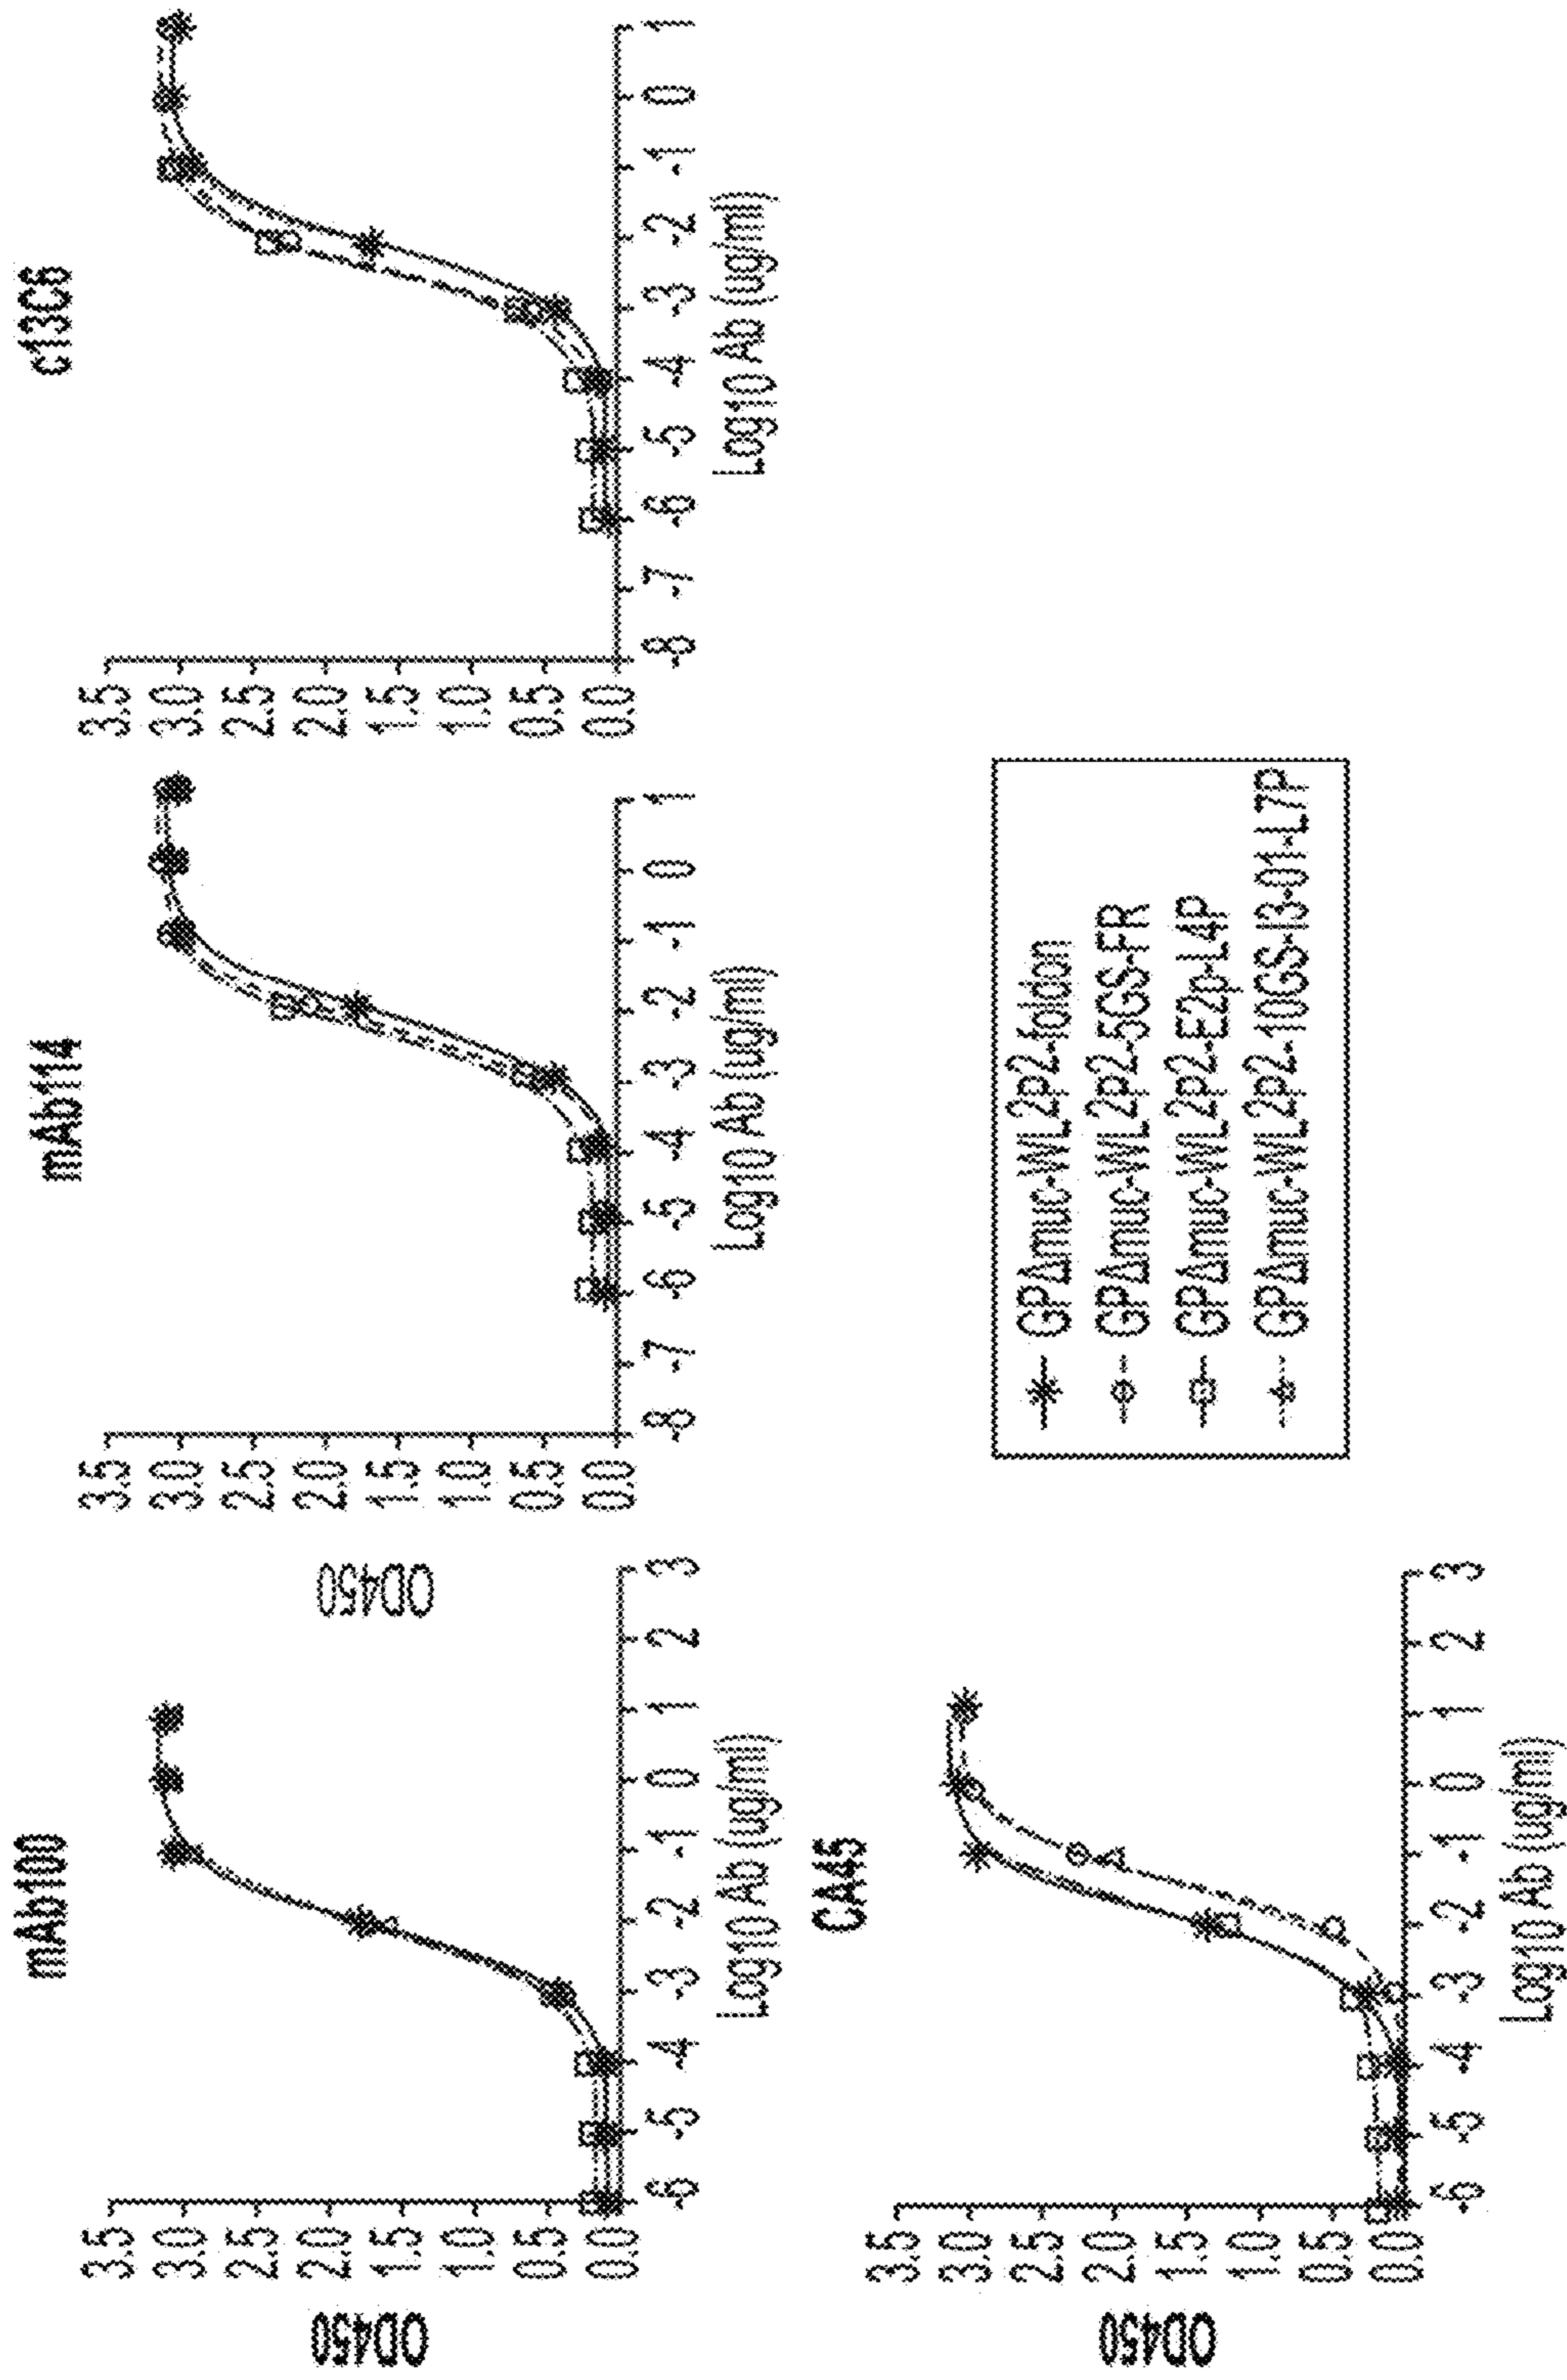 mAb100
OD450
3.5
3.0
2.5
2.0
1.5
1.0
0.5
0.0
-6 -5 -4 -3 -2 -1 0 1 2 3
Log10 Ab (ug/ml)
mAb114
OD450
3.5
3.0
2.5
2.0
1.5
1.0
0.5
0.0
-8 -7 -6 -5 -4 -3 -2 -1 0 1
Log10 Ab (ug/ml)
c13C6
3.5
3.0
2.5
2.0
1.5
1.0
0.5
0.0
-8 -7 -6 -5 -4 -3 -2 -1 0 1
Log10 Ab (ug/ml)
CA45
OD450
3.5
3.0
2.5
2.0
1.5
1.0
0.5
0.0
-6 -5 -4 -3 -2 -1 0 1 2 3
Log10 Ab (ug/ml)
GPΔmuc-WL2p2-foldon
GPΔmuc-WL2p2-5GS-FR
GPΔmuc-WL2p2-E2p-L4P
GPΔmuc-WL2p2-10GS-I3-01-L7P